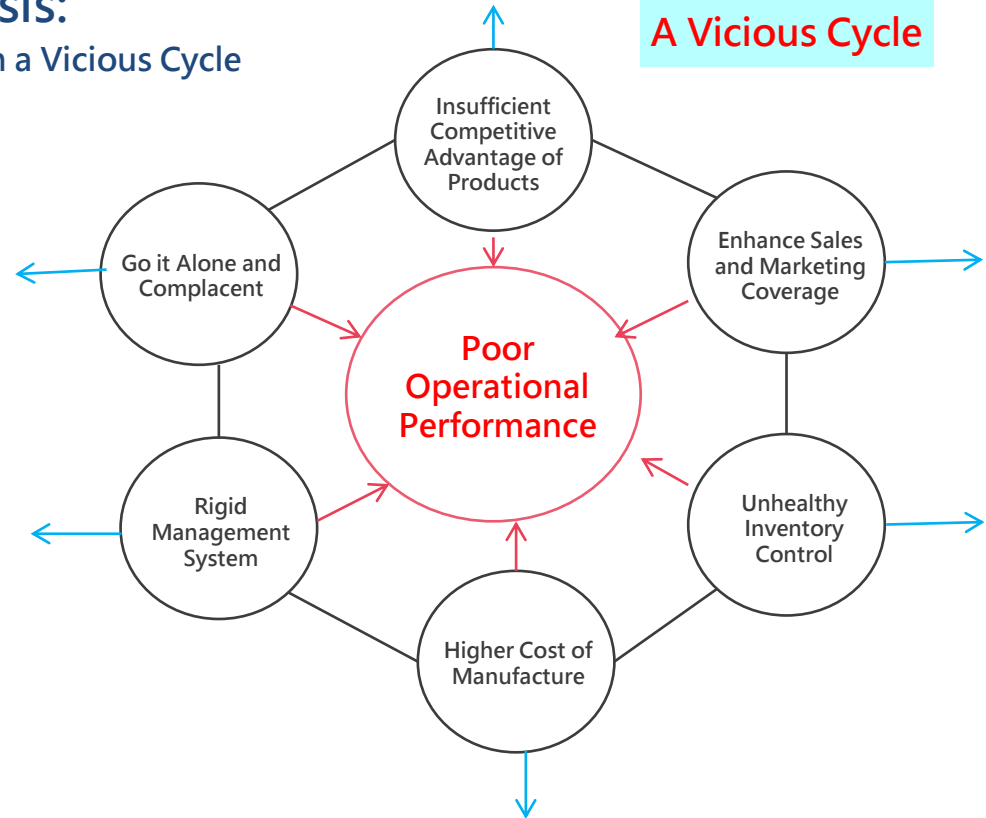 A Vicious Cycle
a Vicious Cycle
Insufficient
Competitive
Advantage of
Products
Go it Alone and
Complacent
Enhance Sales
and Marketing
Coverage
Poor
Operational
Performance
Rigid
Management
System
Unhealthy
Inventory
Control
Higher Cost of
Manufacture